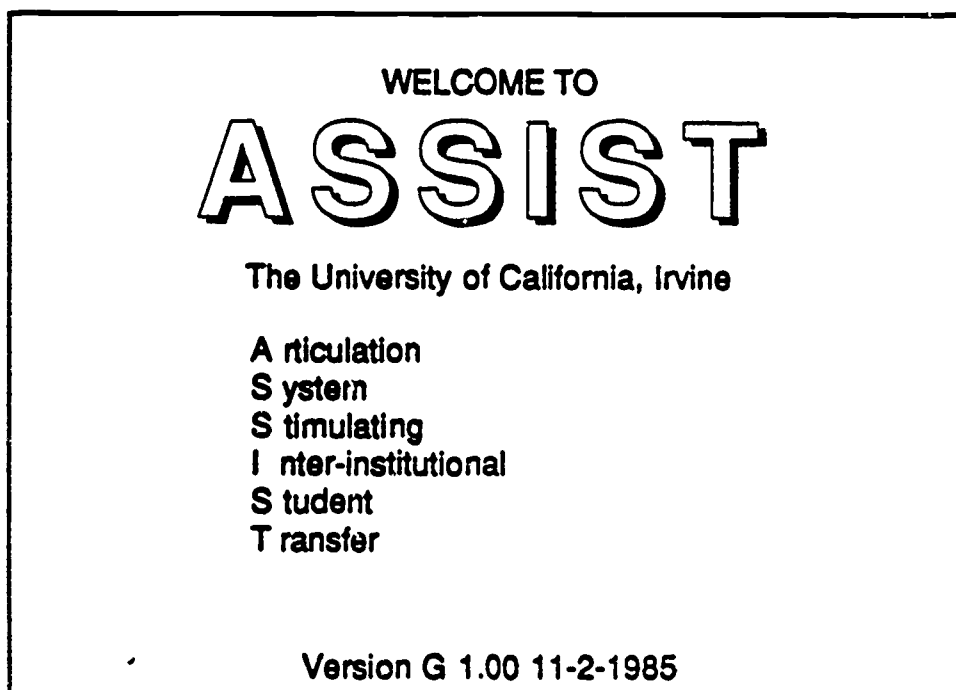 WELCOME TO
ASSIST
The University of California, Irvine
A rticulation
S ystem
S timulating
I nter-institutional
S tudent
T ransfer
Version G 1.00 11-2-1985